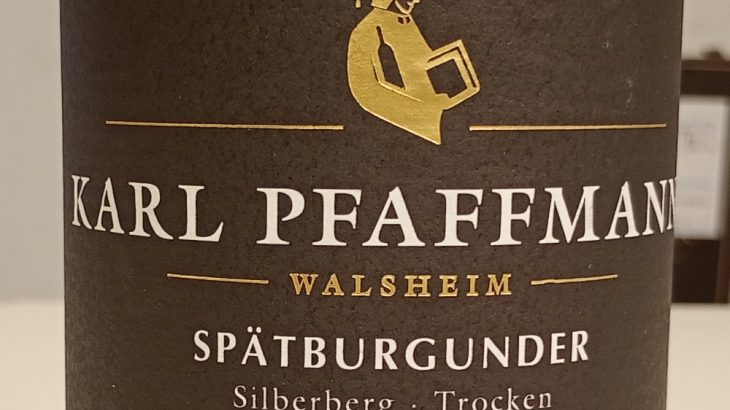 KARL PFAFFMANN
WALSHEIM
SPÄTBURGUNDER
Silberberg · Trocken